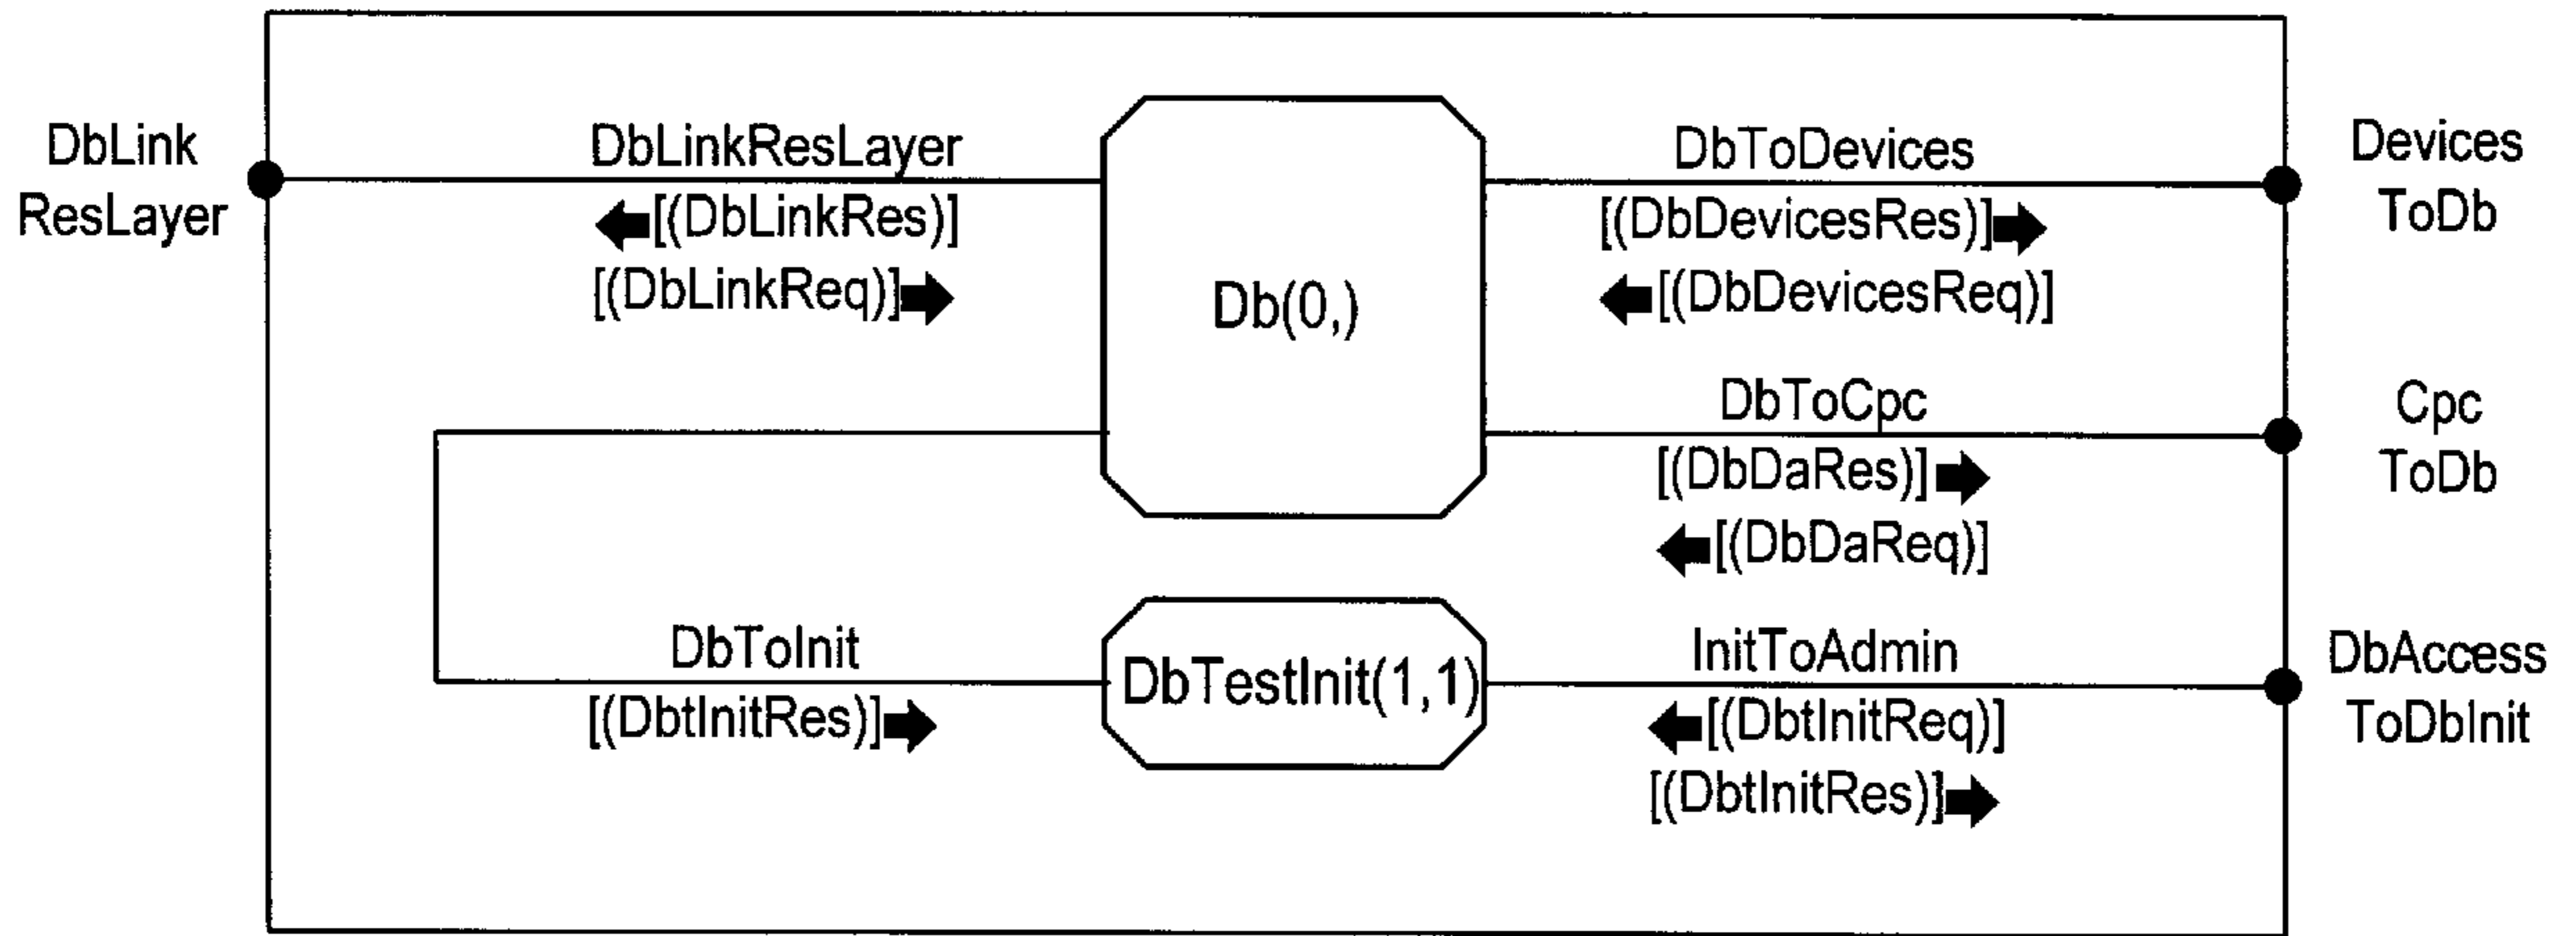 DbLink
ResLayer
DbLinkResLayer
[(DbLinkRes)]
[(DbLinkReq)]
Db(0,)
DbToDevices
[(DbDevicesRes)]
[(DbDevicesReq)]
Devices
ToDb
DbToCpc
[(DbDaRes)]
[(DbDaReq)]
Cpc
ToDb
DbToInit
[(DbtInitRes)]
DbTestInit(1,1)
InitToAdmin
[(DbtInitReq)]
[(DbtInitRes)]
DbAccess
ToDbInit